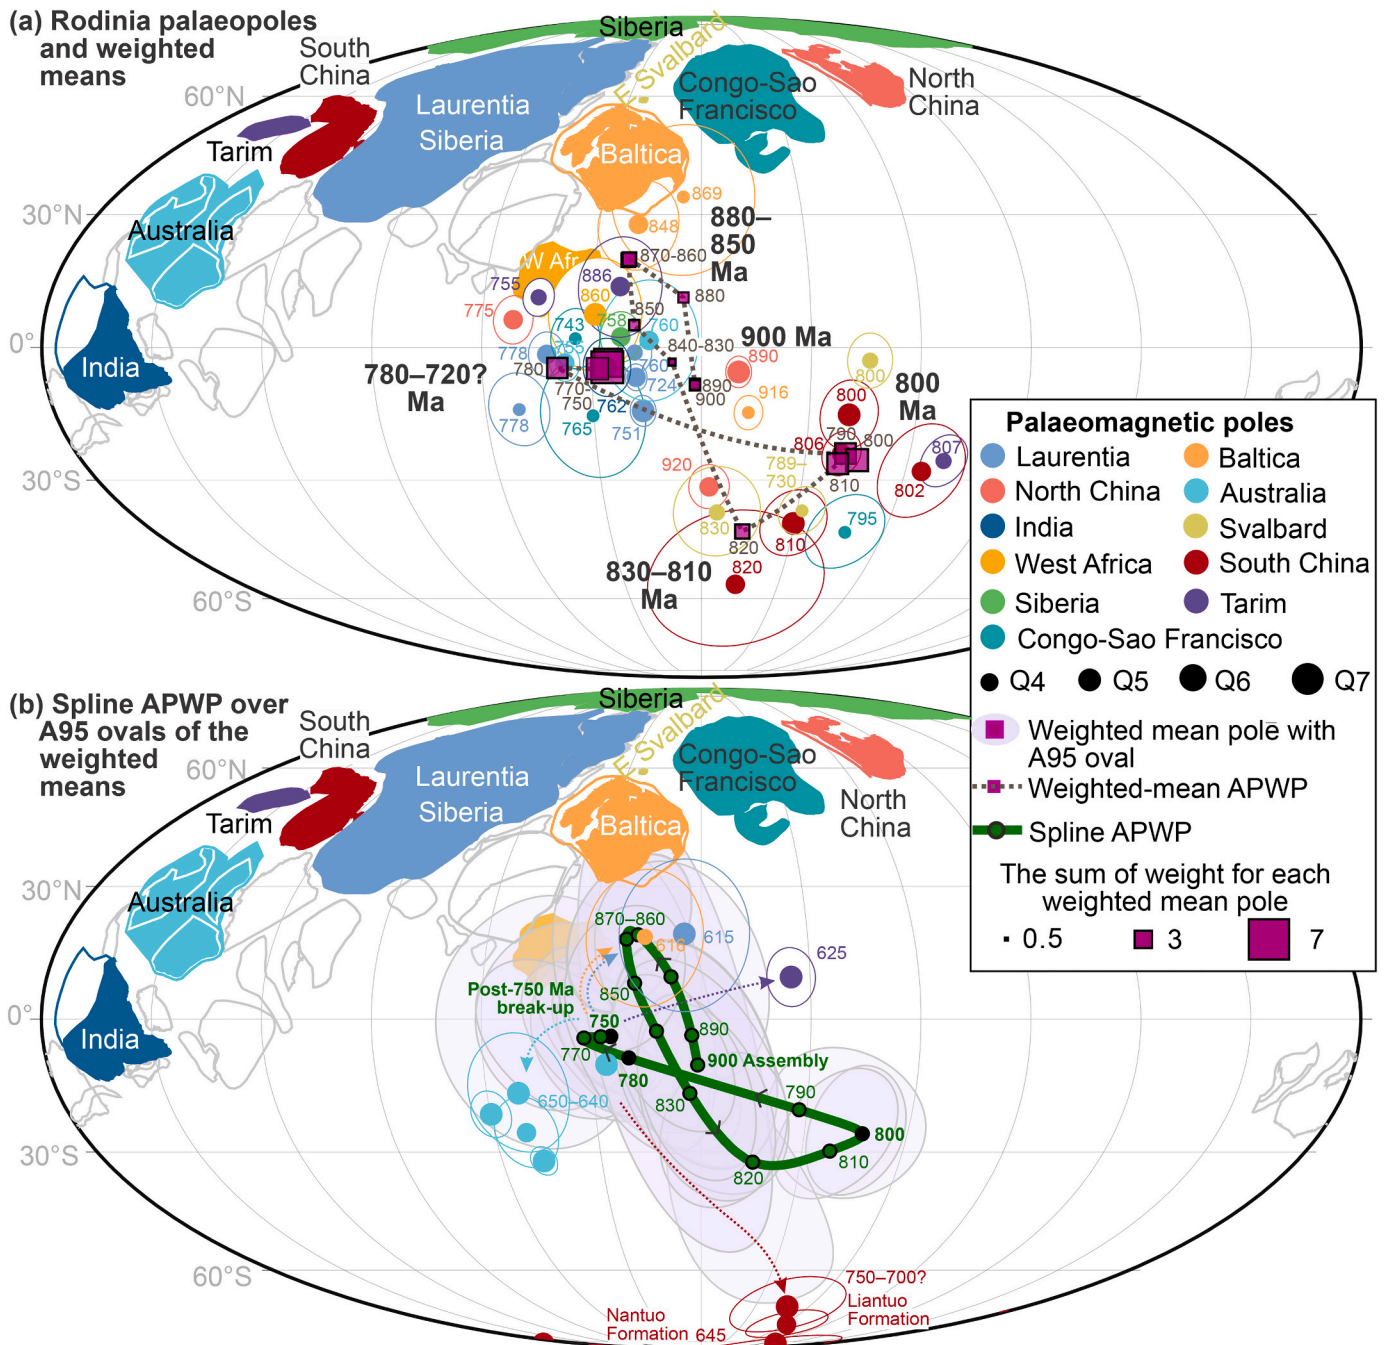 (a) Rodinia palaeopoles
and weighted
means
Siberia
South
China
E Svalbard
Congo-Sao
Francisco
North
China
60°N
Laurentia
Siberia
Tarim
Baltica
869
30°N
Australia
848
880–
850
Ma
W Afr
870-860
755
886
880
775
860
850
743
758
760
0°
India
778
755
840-830
900 Ma
890
800
780–720?
Ma
780
770
760
724
890
900
800
Ma
750
762
916
800
778
765
751
806
790
800
807
920
789–
730
30°S
810
802
830
820
810
795
830–810
Ma
820
60°S
Palaeomagnetic poles
Laurentia
Baltica
North China
Australia
India
Svalbard
West Africa
South China
Siberia
Tarim
Congo-Sao Francisco
Q4
Q5
Q6
Q7
Weighted mean pole with
A95 oval
Weighted-mean APWP
Spline APWP
The sum of weight for each
weighted mean pole
0.5
3
7
(b) Spline APWP over
A95 ovals of the
weighted
means
Siberia
South
China
E Svalbard
Congo-Sao
Francisco
North
China
60°N
Laurentia
Siberia
Tarim
Baltica
30°N
Australia
870–860
616
615
625
Post-750 Ma
break-up
850
0°
India
750
890
770
780
900 Assembly
650–640
830
790
800
30°S
810
820
60°S
750–700?
Liantuo
Formation
Nantuo
Formation 645